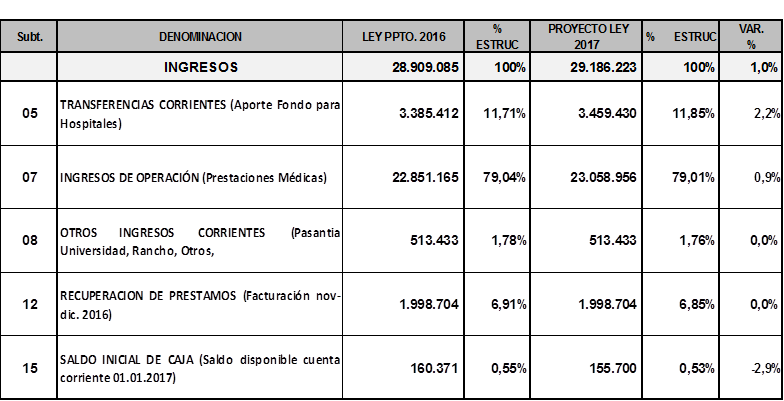 Subt. DENOMINACION LEY PPTO. 2016 % ESTRUC PROYECTO LEY 2017 % ESTRUC VAR. %
INGRESOS 28.909.085 100% 29.186.223 100% 1,0%
05 TRANSFERENCIAS CORRIENTES (Aporte Fondo para
Hospitales) 3.385.412 11,71% 3.459.430 11,85% 2,2%
07 INGRESOS DE OPERACIÓN (Prestaciones Médicas) 22.851.165 79,04% 23.058.956 79,01% 0,9%
08 OTROS INGRESOS CORRIENTES (Pasantia
Universidad, Rancho, Otros, 513.433 1,78% 513.433 1,76% 0,0%
12 RECUPERACION DE PRESTAMOS (Facturación nov-
dic. 2016) 1.998.704 6,91% 1.998.704 6,85% 0,0%
15 SALDO INICIAL DE CAJA (Saldo disponible cuenta
corriente 01.01.2017) 160.371 0,55% 155.700 0,53% -2,9%